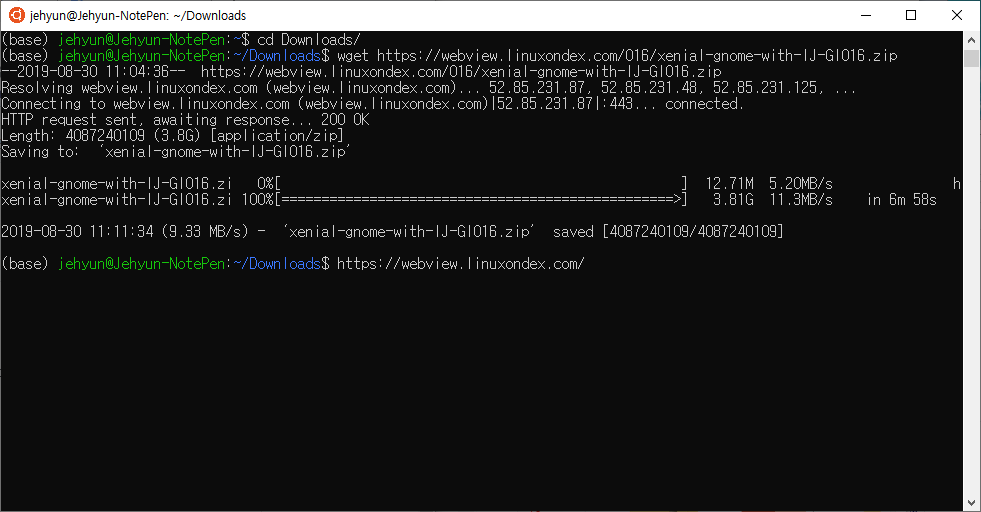 jehyun@Jehyun-NotePen: ~/Downloads
(base) jehyun@Jehyun-NotePen:~$ cd Downloads/
(base) jehyun@Jehyun-NotePen:~/Downloads$ wget https://webview.linuxondex.com/016/xenial-gnome-with-IJ-GI016.zip
--2019-08-30 11:04:36--  https://webview.linuxondex.com/016/xenial-gnome-with-IJ-GI016.zip
Resolving webview.linuxondex.com (webview.linuxondex.com)... 52.85.231.87, 52.85.231.48, 52.85.231.125, ...
Connecting to webview.linuxondex.com (webview.linuxondex.com)|52.85.231.87|:443... connected.
HTTP request sent, awaiting response... 200 OK
Length: 4087240109 (3.8G) [application/zip]
Saving to: ‘xenial-gnome-with-IJ-GI016.zip’
xenial-gnome-with-IJ-GI016.zi   0%[                                                  ]  12.71M  5.20MB/s               h
xenial-gnome-with-IJ-GI016.zi 100%[=================================================>]   3.81G  11.3MB/s    in 6m 58s
2019-08-30 11:11:34 (9.33 MB/s) - ‘xenial-gnome-with-IJ-GI016.zip’ saved [4087240109/4087240109]
(base) jehyun@Jehyun-NotePen:~/Downloads$ https://webview.linuxondex.com/